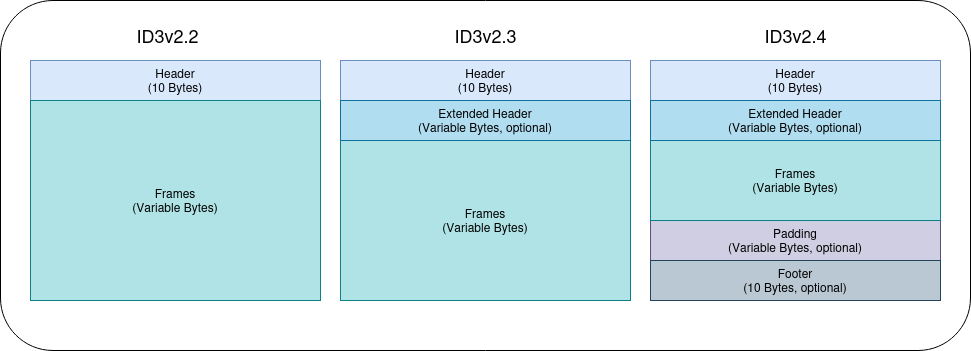 ID3v2.2
Header
(10 Bytes)
Frames
(Variable Bytes)
ID3v2.3
Header
(10 Bytes)
Extended Header
(Variable Bytes, optional)
Frames
(Variable Bytes)
ID3v2.4
Header
(10 Bytes)
Extended Header
(Variable Bytes, optional)
Frames
(Variable Bytes)
Padding
(Variable Bytes, optional)
Footer
(10 Bytes, optional)